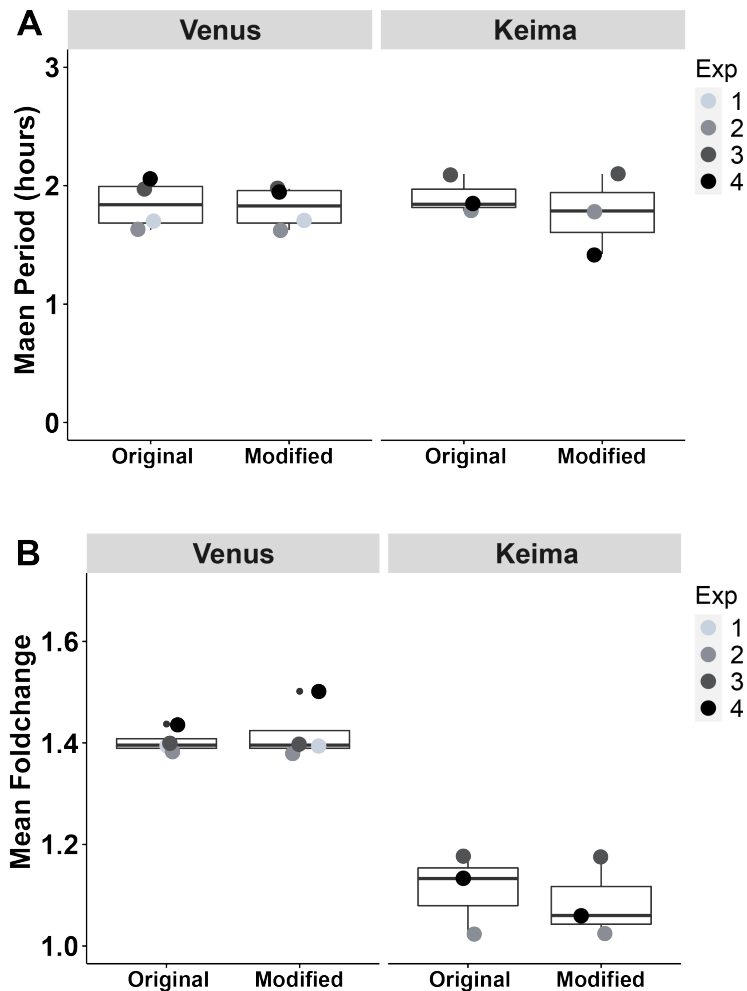 A
Venus Keima
Maen Period (hours)
3
2
1
0
Original Modified Original Modified
Exp
1
2
3
4
B
Venus Keima
Mean Foldchange
1.6
1.4
1.2
1.0
Original Modified Original Modified
Exp
1
2
3
4